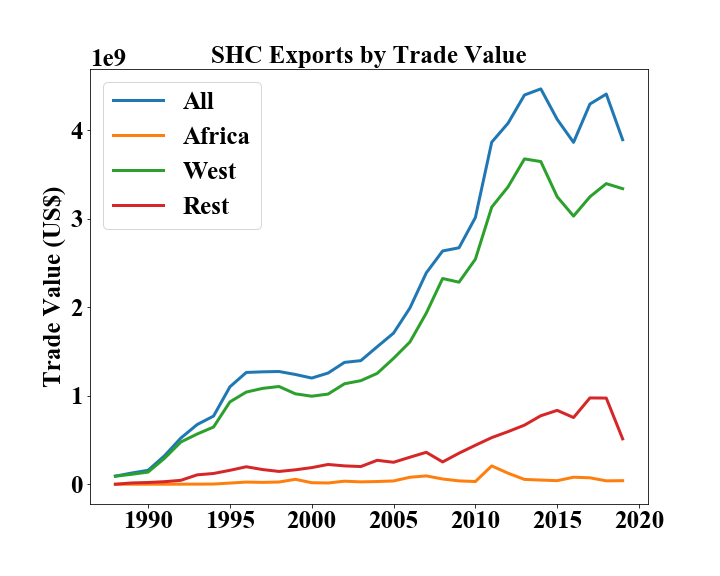 SHC Exports by Trade Value
1e9
All
Africa
West
Rest
Trade Value (US$)
4
3
2
1
0
1990 1995 2000 2005 2010 2015 2020